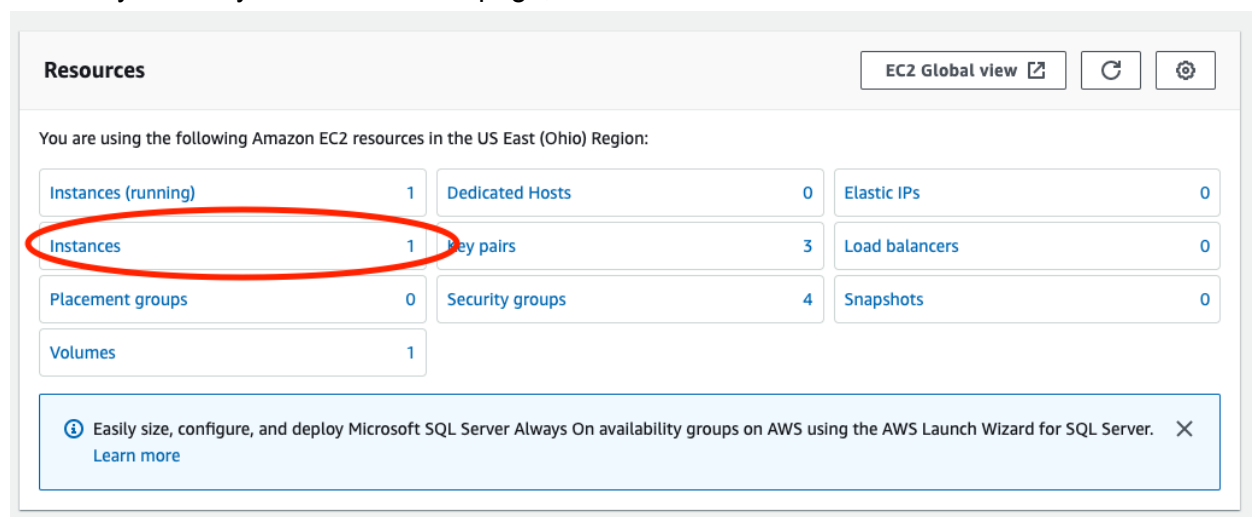 Resources
EC2 Global view
You are using the following Amazon EC2 resources in the US East (Ohio) Region:
Instances (running) 1 Dedicated Hosts 0 Elastic IPs 0
Instances 1 Key pairs 3 Load balancers 0
Placement groups 0 Security groups 4 Snapshots 0
Volumes 1
Easily size, configure, and deploy Microsoft SQL Server Always On availability groups on AWS using the AWS Launch Wizard for SQL Server.
Learn more